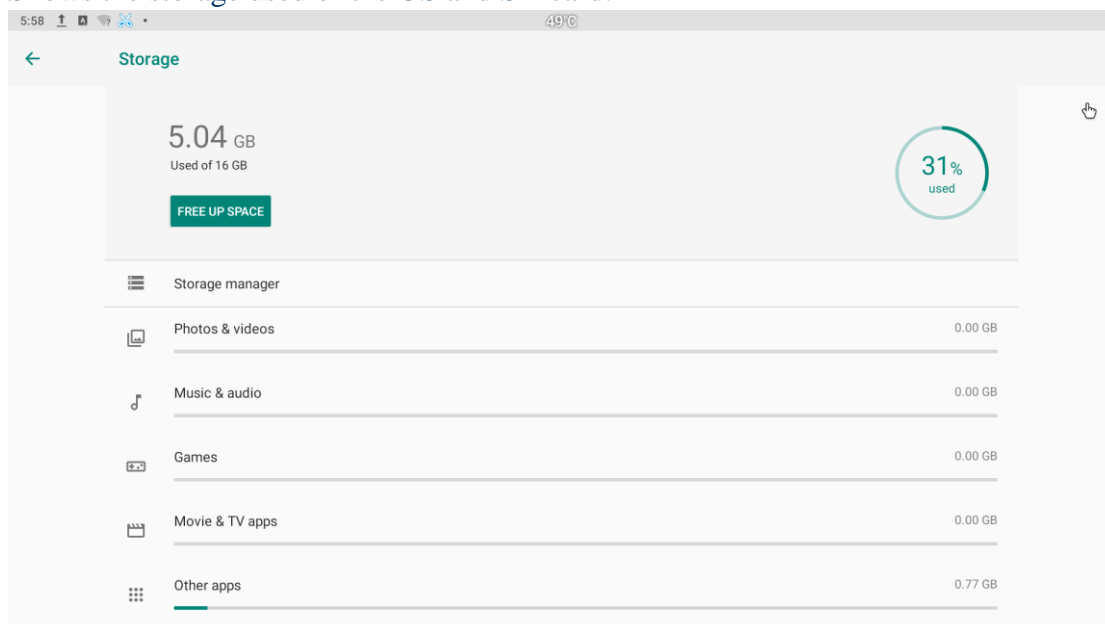 5:58
49°C
Storage
5.04 GB
Used of 16 GB
31%
used
FREE UP SPACE
Storage manager
Photos & videos 0.00 GB
Music & audio 0.00 GB
Games 0.00 GB
Movie & TV apps 0.00 GB
Other apps 0.77 GB